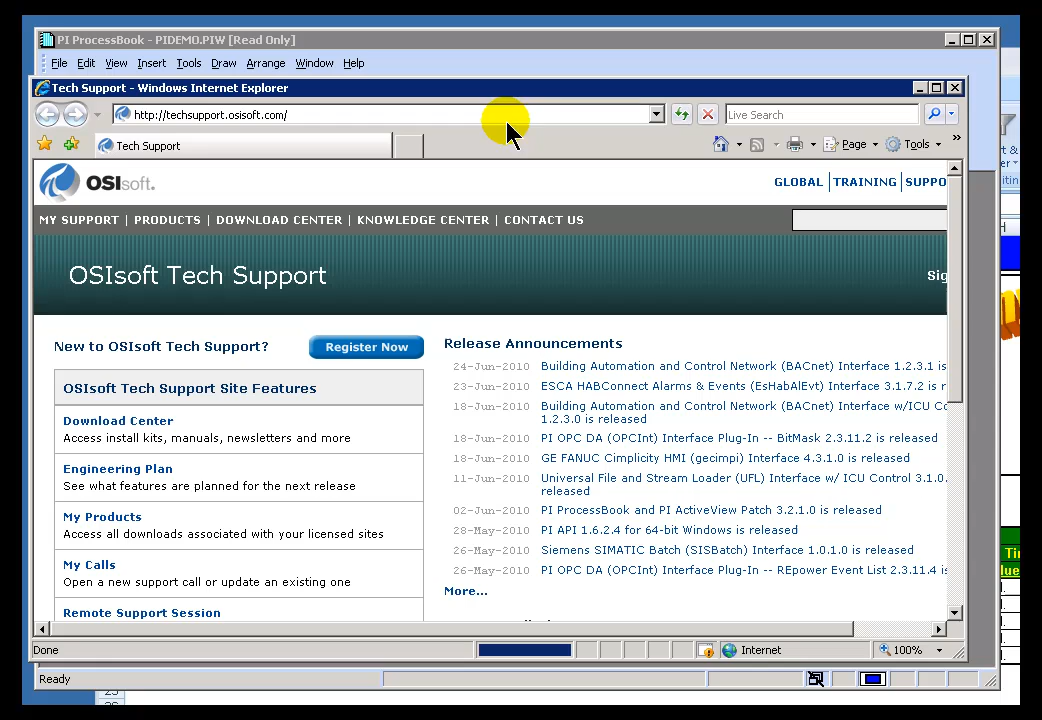 PI ProcessBook - PIDEMO.PIW [Read Only]
File Edit View Insert Tools Draw Arrange Window Help
Tech Support - Windows Internet Explorer
http://techsupport.osisoft.com/
Live Search
Tech Support
Page Tools
OSIsoft.
GLOBAL TRAINING SUPPO
MY SUPPORT | PRODUCTS | DOWNLOAD CENTER | KNOWLEDGE CENTER | CONTACT US
OSIsoft Tech Support
Sig
New to OSIsoft Tech Support?
Register Now
OSIsoft Tech Support Site Features
Download Center
Access install kits, manuals, newsletters and more
Engineering Plan
See what features are planned for the next release
My Products
Access all downloads associated with your licensed sites
My Calls
Open a new support call or update an existing one
Remote Support Session
Release Announcements
24-Jun-2010 Building Automation and Control Network (BACnet) Interface 1.2.3.1 is
23-Jun-2010 ESCA HABConnect Alarms & Events (EsHabAlEvt) Interface 3.1.7.2 is r
18-Jun-2010 Building Automation and Control Network (BACnet) Interface w/ICU Co
1.2.3.0 is released
18-Jun-2010 PI OPC DA (OPCInt) Interface Plug-In -- BitMask 2.3.11.2 is released
18-Jun-2010 GE FANUC Cimplicity HMI (gecimpi) Interface 4.3.1.0 is released
11-Jun-2010 Universal File and Stream Loader (UFL) Interface w/ ICU Control 3.1.0.
released
02-Jun-2010 PI ProcessBook and PI ActiveView Patch 3.2.1.0 is released
28-May-2010 PI API 1.6.2.4 for 64-bit Windows is released
26-May-2010 Siemens SIMATIC Batch (SISBatch) Interface 1.0.1.0 is released
26-May-2010 PI OPC DA (OPCInt) Interface Plug-In -- REpower Event List 2.3.11.4 is
More...
Done
Internet
100%
Ready